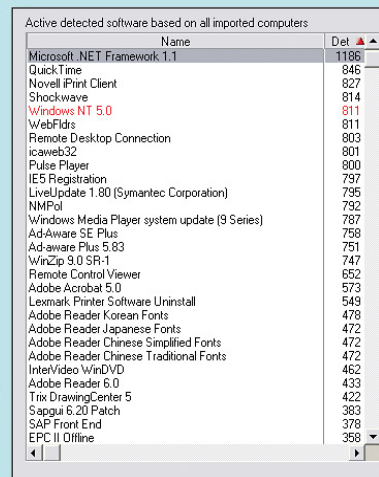 Active detected software based on all imported computers
Name Det
Microsoft .NET Framework 1.1 1186
QuickTime 846
Novell iPrint Client 827
Shockwave 814
Windows NT 5.0 811
WebFldrs 811
Remote Desktop Connection 803
icaweb32 801
Pulse Player 800
IE5 Registration 797
LiveUpdate 1.80 (Symantec Corporation) 795
NMPol 792
Windows Media Player system update (9 Series) 787
Ad-Aware SE Plus 758
Ad-aware Plus 5.83 751
WinZip 9.0 SR-1 747
Remote Control Viewer 652
Adobe Acrobat 5.0 573
Lexmark Printer Software Uninstall 549
Adobe Reader Korean Fonts 478
Adobe Reader Japanese Fonts 472
Adobe Reader Chinese Simplified Fonts 472
Adobe Reader Chinese Traditional Fonts 472
InterVideo WinDVD 462
Adobe Reader 6.0 433
Trix DrawingCenter 5 422
Sapgui 6.20 Patch 383
SAP Front End 378
EPC II Offline 358